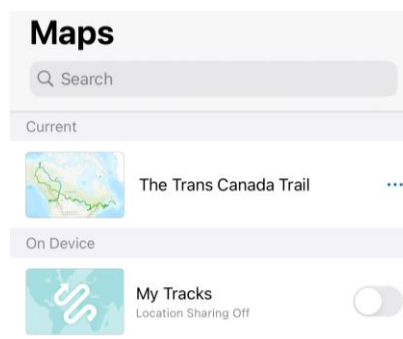 Maps
Search
Current
The Trans Canada Trail
On Device
My Tracks
Location Sharing Off